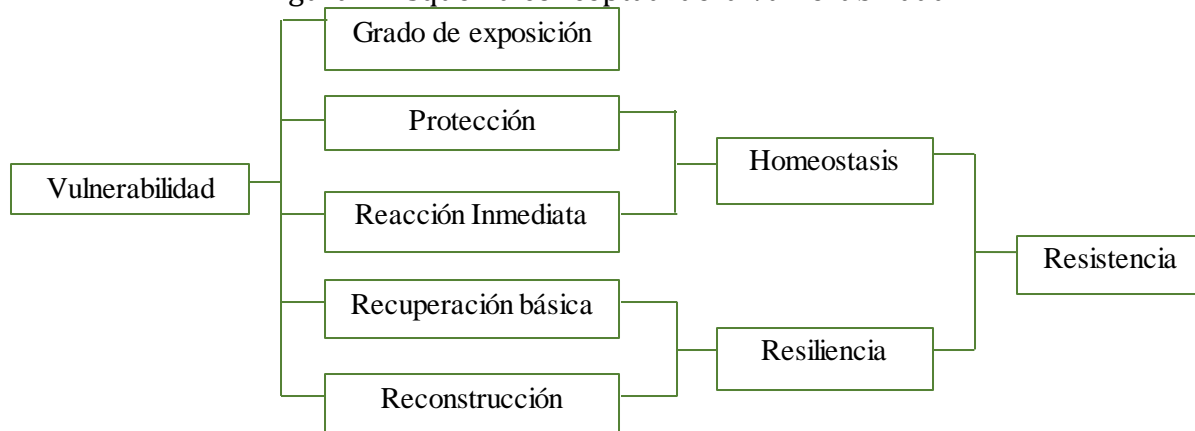 Grado de exposición
Protección
Homeostasis
Vulnerabilidad
Reacción Inmediata
Resistencia
Recuperación básica
Resiliencia
Reconstrucción